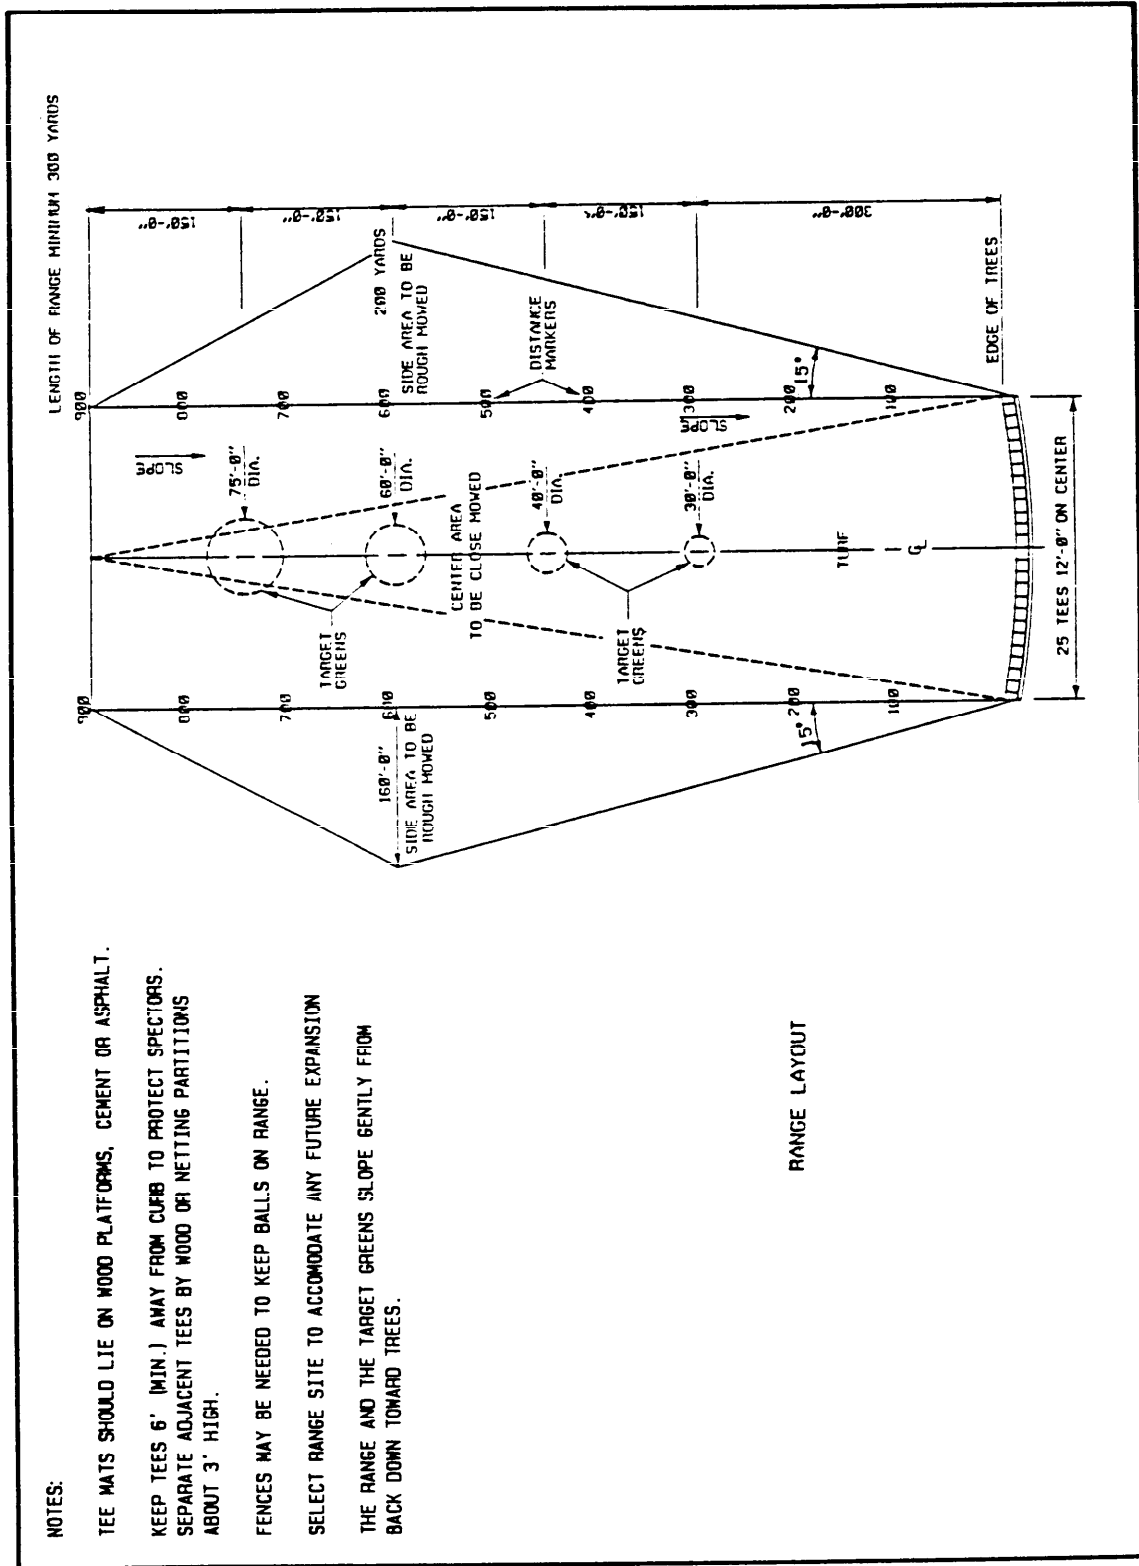 NOTES:
TEE MATS SHOULD LIE ON WOOD PLATFORMS, CEMENT OR ASPHALT.
KEEP TEES 6' (MIN.) AWAY FROM CURB TO PROTECT SPECTORS.
SEPARATE ADJACENT TEES BY WOOD OR NETTING PARTITIONS
ABOUT 3' HIGH.
FENCES MAY BE NEEDED TO KEEP BALLS ON RANGE.
SELECT RANGE SITE TO ACCOMODATE ANY FUTURE EXPANSION
THE RANGE AND THE TARGET GREENS SLOPE GENTLY FROM
BACK DOWN TOWARD TREES.
RANGE LAYOUT
LENGTH OF RANGE MINIMUM 300 YARDS
900
800
700
600
500
400
300
200
100
160'-0"
SIDE AREA TO BE
ROUGH MOWED
15°
TARGET
GREENS
TARGET
GREENS
CENTER AREA
TO BE CLOSE MOWED
75'-0"
DIA.
60'-0"
DIA.
40'-0"
DIA.
30'-0"
DIA.
TURF
CL
SLOPE
SLOPE
900
800
700
600
500
400
300
200
100
200 YARDS
SIDE AREA TO BE
ROUGH MOWED
DISTANCE
MARKERS
15°
EDGE OF TREES
150'-0"
150'-0"
150'-0"
150'-0"
300'-0"
25 TEES 12'-0" ON CENTER